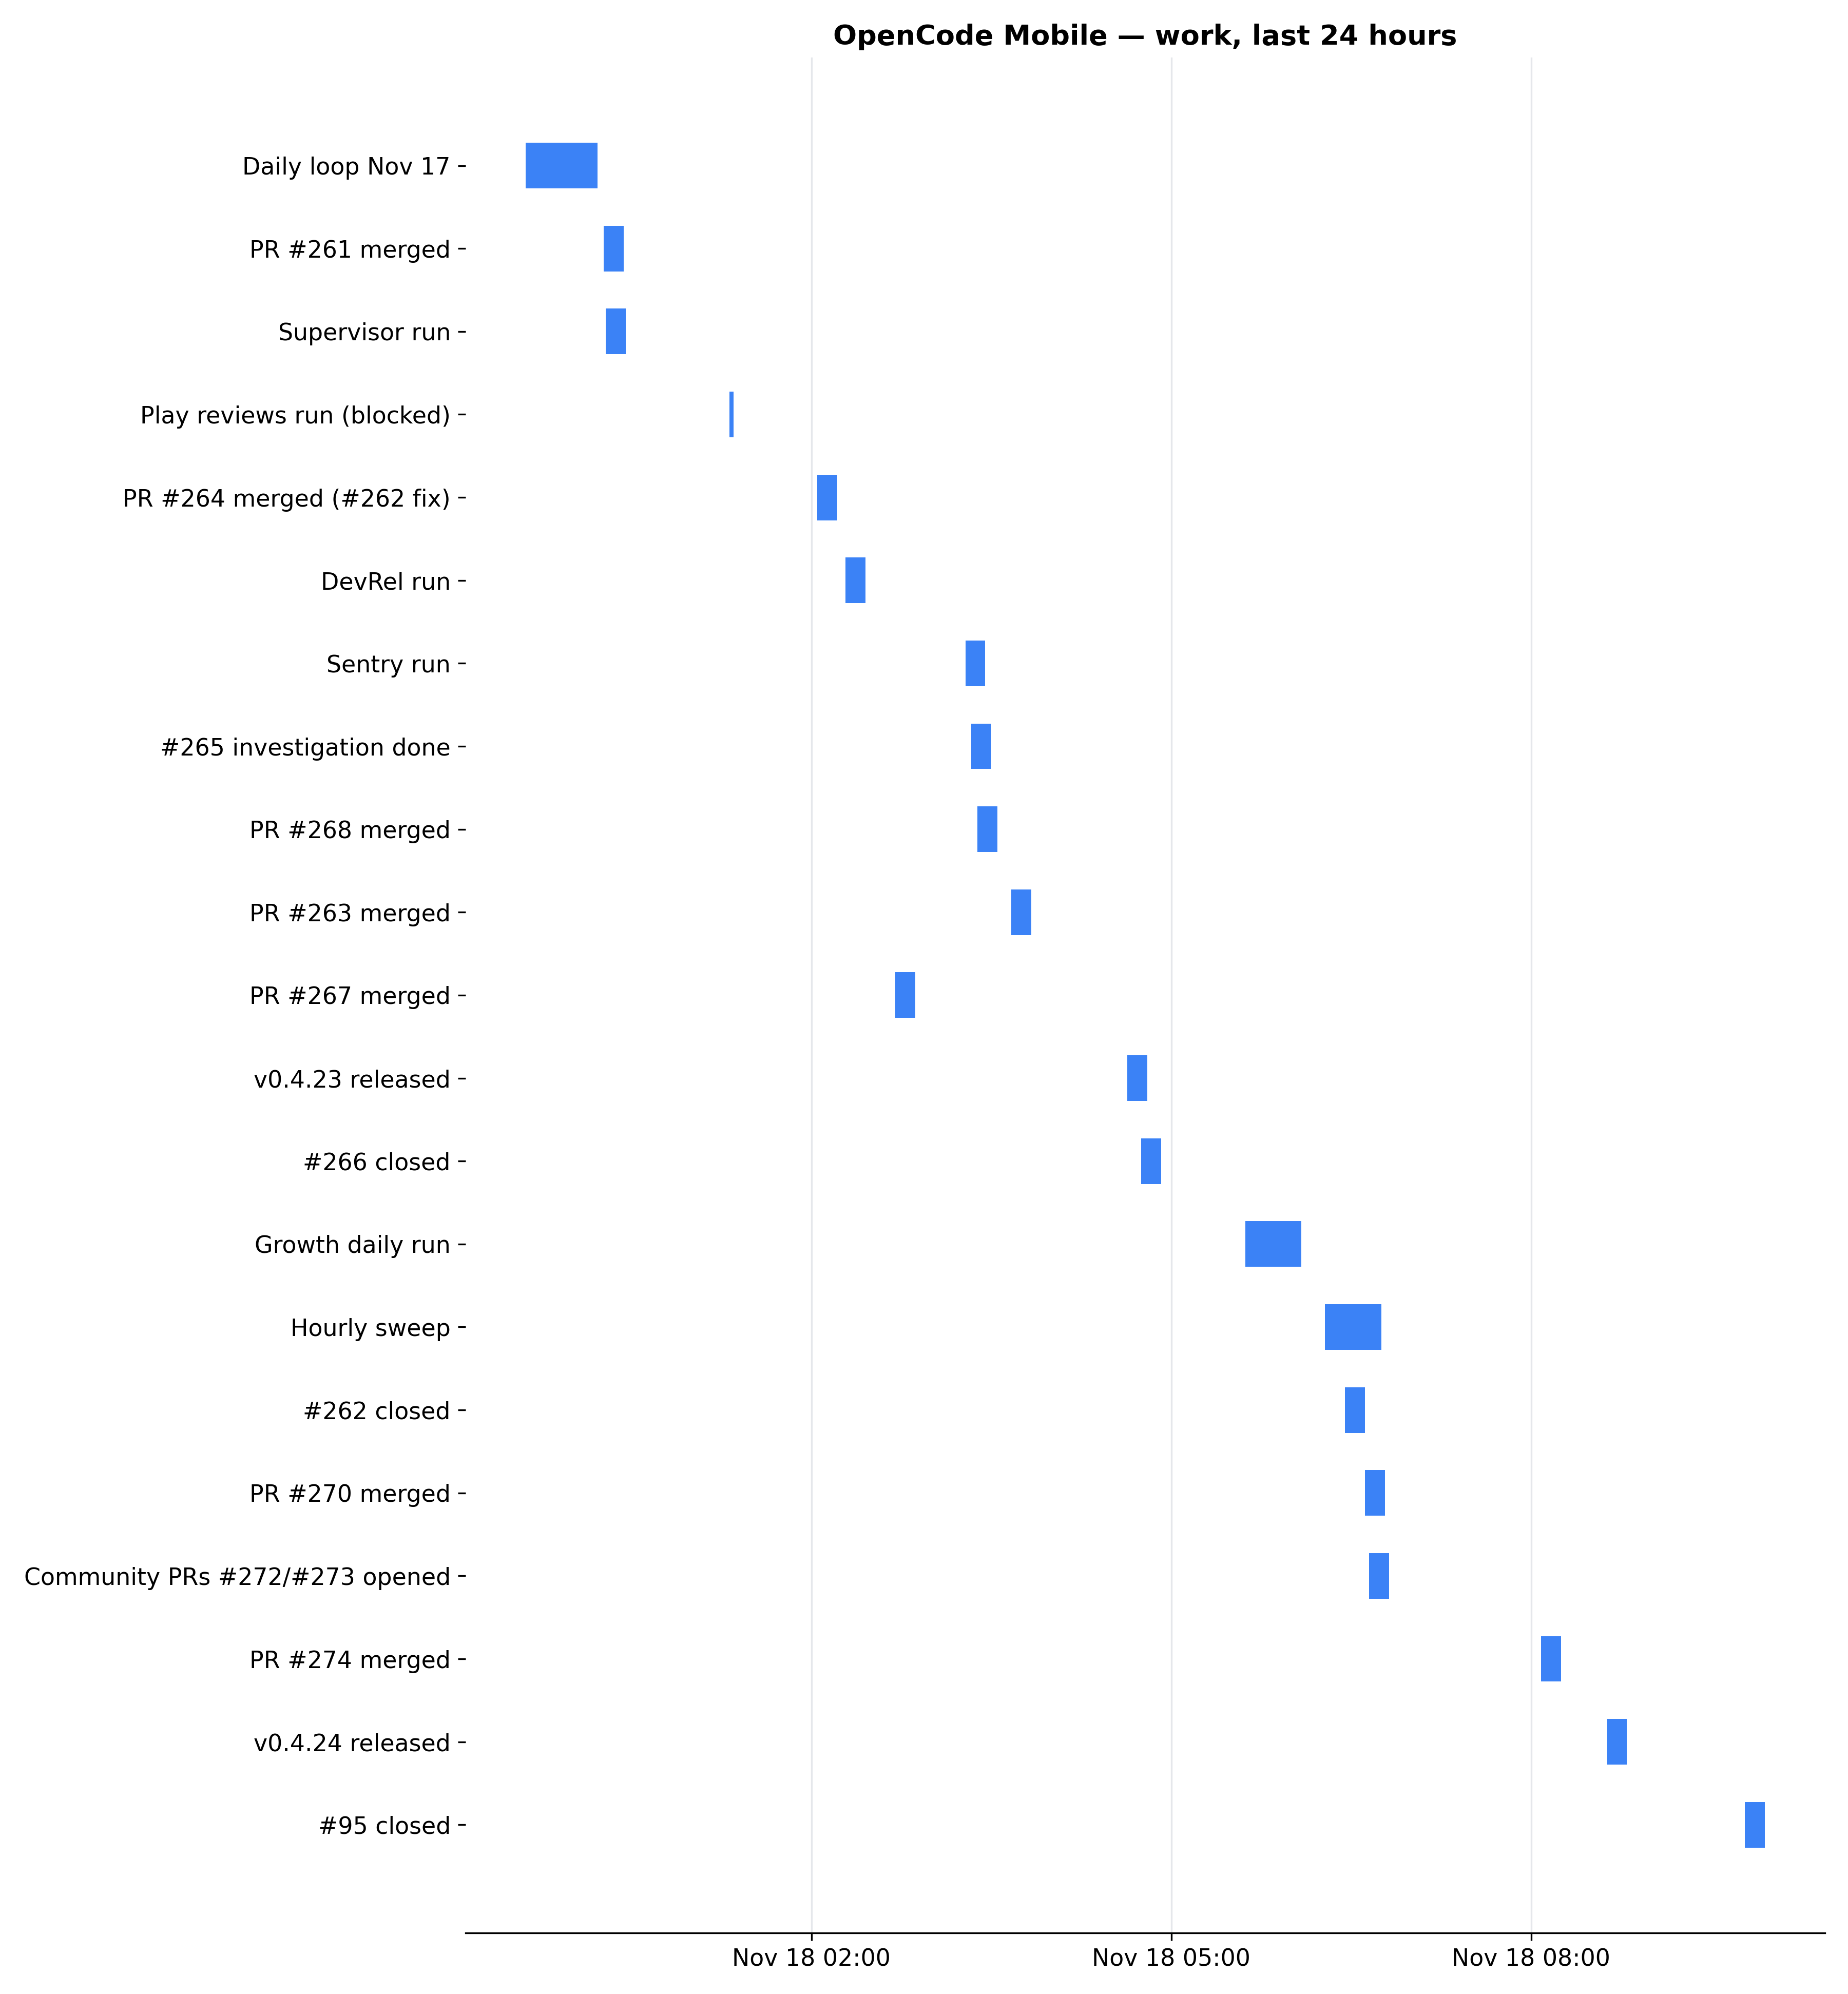 OpenCode Mobile — work, last 24 hours
Daily loop Nov 17
PR #261 merged
Supervisor run
Play reviews run (blocked)
PR #264 merged (#262 fix)
DevRel run
Sentry run
#265 investigation done
PR #268 merged
PR #263 merged
PR #267 merged
v0.4.23 released
#266 closed
Growth daily run
Hourly sweep
#262 closed
PR #270 merged
Community PRs #272/#273 opened
PR #274 merged
v0.4.24 released
#95 closed
Nov 18 02:00
Nov 18 05:00
Nov 18 08:00